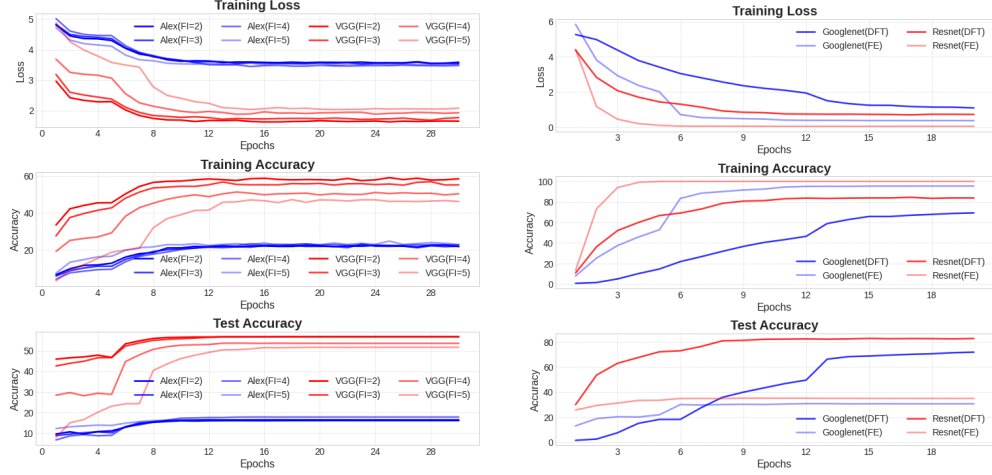 Training Loss
5
4
3
2
Loss
Alex(FI=2) Alex(FI=4) VGG(FI=2) VGG(FI=4)
Alex(FI=3) Alex(FI=5) VGG(FI=3) VGG(FI=5)
0 4 8 12 16 20 24 28
Epochs
Training Accuracy
60
40
20
Accuracy
Alex(FI=2) Alex(FI=4) VGG(FI=2) VGG(FI=4)
Alex(FI=3) Alex(FI=5) VGG(FI=3) VGG(FI=5)
0 4 8 12 16 20 24 28
Epochs
Test Accuracy
50
40
30
20
10
Accuracy
Alex(FI=2) Alex(FI=4) VGG(FI=2) VGG(FI=4)
Alex(FI=3) Alex(FI=5) VGG(FI=3) VGG(FI=5)
0 4 8 12 16 20 24 28
Epochs
Training Loss
6
4
2
0
Loss
Googlenet(DFT) Resnet(DFT)
Googlenet(FE) Resnet(FE)
3 6 9 12 15 18
Epochs
Training Accuracy
100
80
60
40
20
0
Accuracy
Googlenet(DFT) Resnet(DFT)
Googlenet(FE) Resnet(FE)
3 6 9 12 15 18
Epochs
Test Accuracy
80
60
40
20
0
Accuracy
Googlenet(DFT) Resnet(DFT)
Googlenet(FE) Resnet(FE)
3 6 9 12 15 18
Epochs